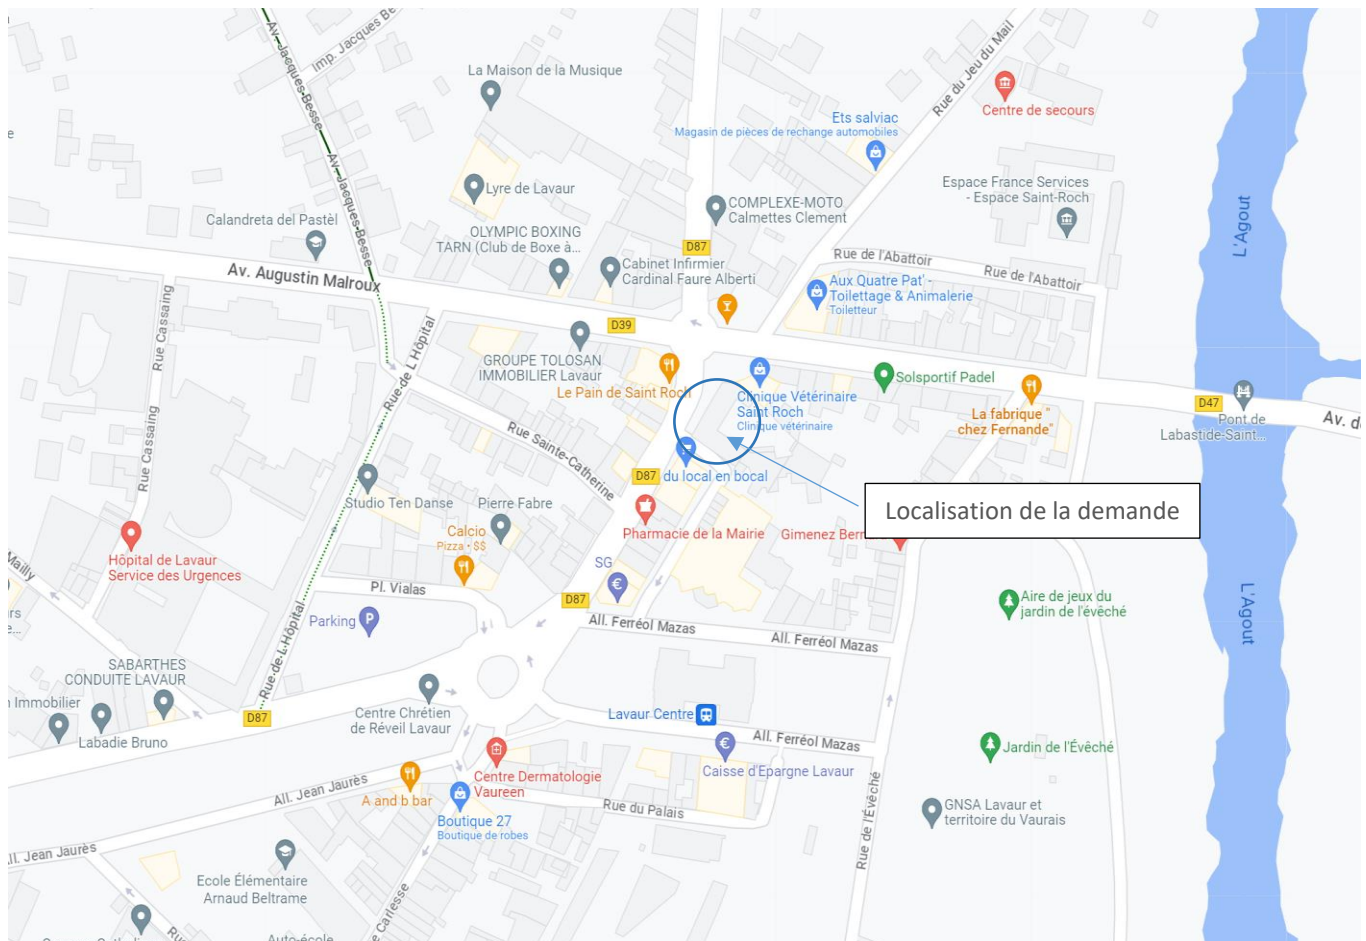 Av. Jacques Besse
Imp. Jacques Be
La Maison de la Musique
Rue du Jeu du Mail
Centre de secours
Ets salviac
Magasin de pièces de rechange automobiles
Av. Jacques-Besse
Lyre de Lavaur
Espace France Services
- Espace Saint-Roch
COMPLEXE-MOTO
Calmettes Clement
Calandreta del Pastèl
OLYMPIC BOXING
TARN (Club de Boxe à...
L'Agout
D87
Rue de l'Abattoir
Rue de l'Abattoir
Cabinet Infirmier
Cardinal Faure Alberti
Av. Augustin Malroux
Aux Quatre Pat' -
Toilettage & Animalerie
Toiletteur
Rue Cassaing
D39
Rue de L Hôpital
GROUPE TOLOSAN
IMMOBILIER Lavaur
Le Pain de Saint Roch
Clinique Vétérinaire
Saint Roch
Clinique vétérinaire
Solsportif Padel
La fabrique "
chez Fernande"
D47
Pont de
Labastide-Saint...
Av. d
Rue Sainte-Catherine
Rue Cassaing
D87
du local en bocal
Studio Ten Danse
Pierre Fabre
Localisation de la demande
Calcio
Pizza • $$
Pharmacie de la Mairie
Gimenez Ber
Hôpital de Lavaur
Service des Urgences
Mailly
SG
Pl. Vialas
D87
Aire de jeux du
jardin de l'évêché
L'Agout
Parking
All. Ferréol Mazas
All. Ferréol Mazas
Rue de L'Hôpital
SABARTHES
CONDUITE LAVAUR
Immobilier
D87
Labadie Bruno
Centre Chrétien
de Réveil Lavaur
Lavaur Centre
All. Ferréol Mazas
Jardin de l'Évêché
Centre Dermatologie
Vaureen
Caisse d'Epargne Lavaur
All. Jean Jaurès
A and b bar
Rue du Palais
Rue de l'Évêché
GNSA Lavaur et
territoire du Vaurais
Boutique 27
Boutique de robes
ll. Jean Jaurès
Ecole Élémentaire
Arnaud Beltrame
e Carlesse
Auto-école